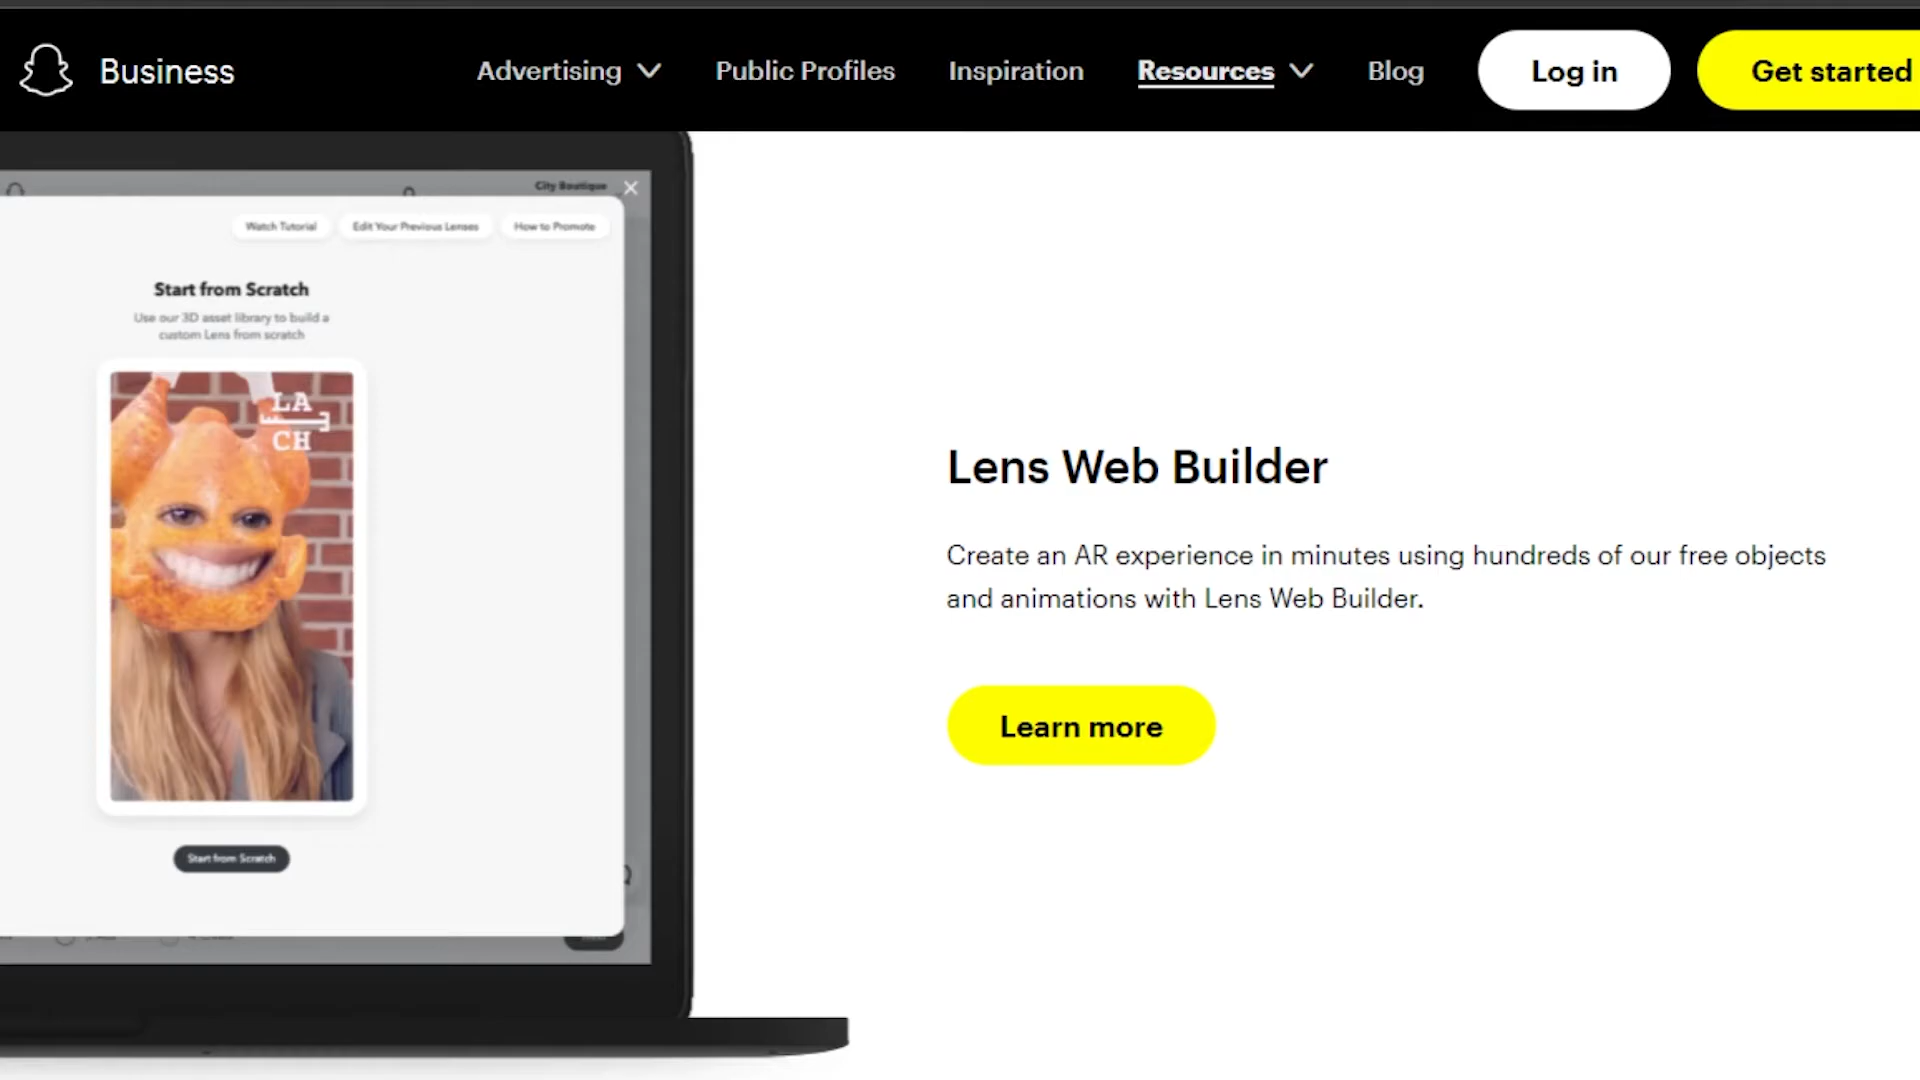 Business
Advertising
Public Profiles
Inspiration
Resources
Blog
Log in
Get started
City Boutique
Watch Tutorial
Edit Your Previous Lenses
How to Promote
Start from Scratch
Use our 3D asset library to build a
custom Lens from scratch
LA
CH
Start from Scratch
Lens Web Builder
Create an AR experience in minutes using hundreds of our free objects
and animations with Lens Web Builder.
Learn more